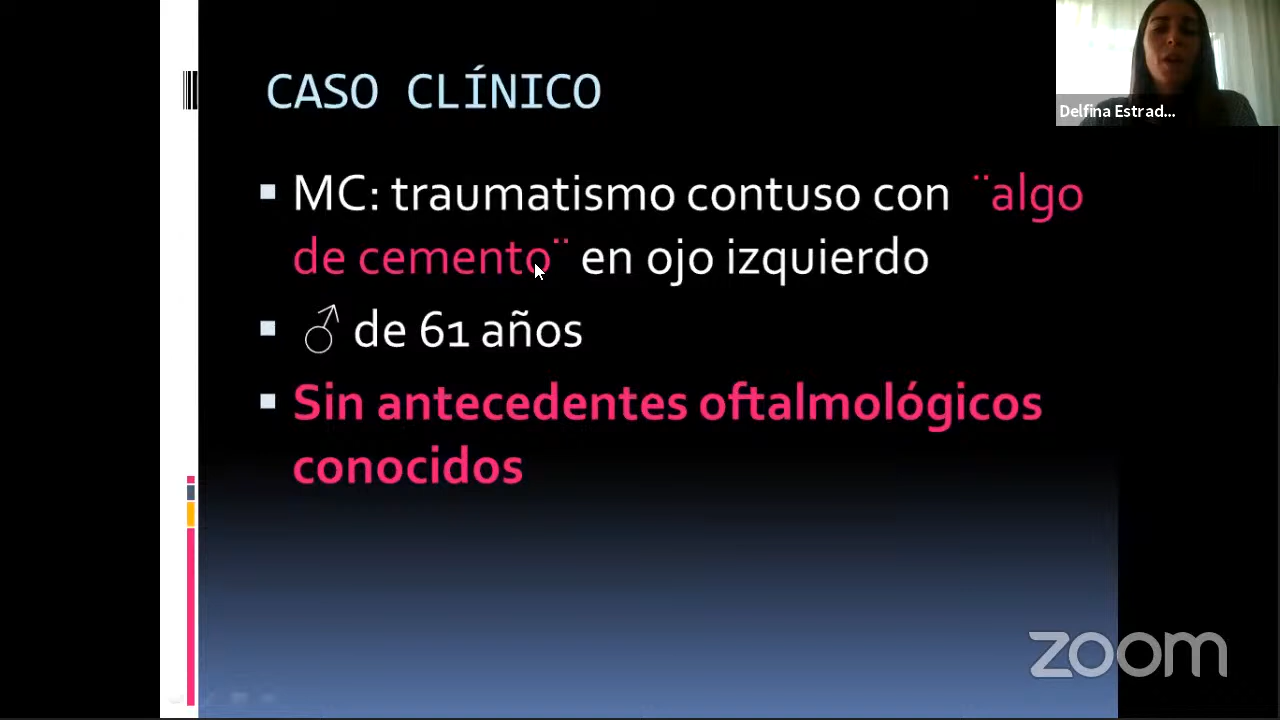 CASO CLÍNICO
Delfina Estrad...
MC: traumatismo contuso con ¨algo
de cemento¨ en ojo izquierdo
♂ de 61 años
Sin antecedentes oftalmológicos
conocidos
zoom